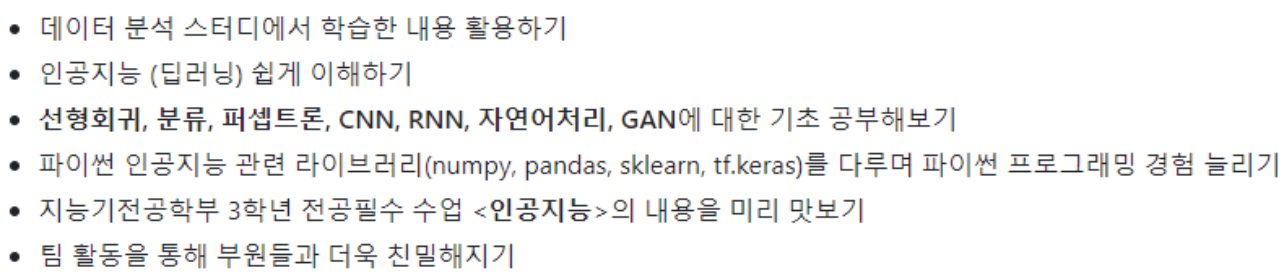 데이터 분석 스터디에서 학습한 내용 활용하기
인공지능 (딥러닝) 쉽게 이해하기
선형회귀, 분류, 퍼셉트론, CNN, RNN, 자연어처리, GAN에 대한 기초 공부해보기
파이썬 인공지능 관련 라이브러리(numpy, pandas, sklearn, tf.keras)를 다루며 파이썬 프로그래밍 경험 늘리기
지능기전공학부 3학년 전공필수 수업 <인공지능>의 내용을 미리 맛보기
팀 활동을 통해 부원들과 더욱 친밀해지기